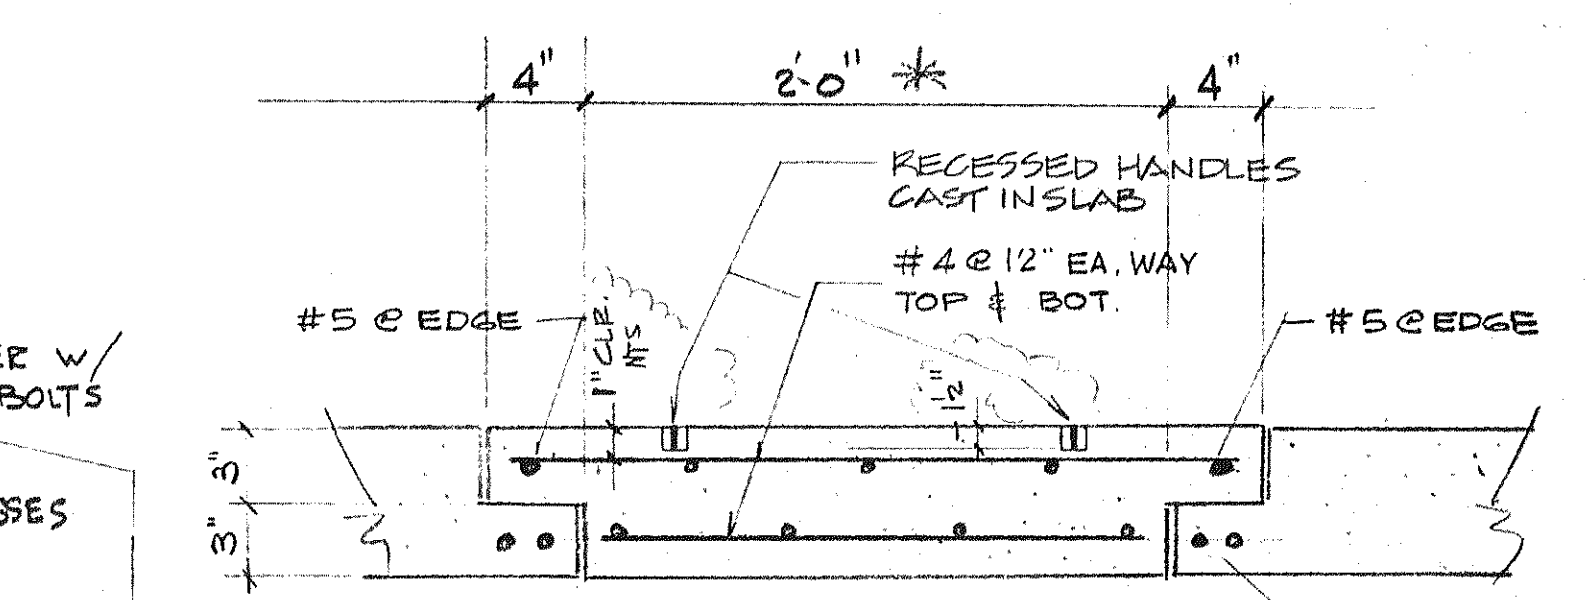 4" 2'-0" * 4"
RECESSED HANDLES
CAST IN SLAB
#4 @ 12" EA. WAY
TOP & BOT.
#5 @ EDGE
1" CLR.
NTS
#5 @ EDGE
W/
BOLTS
1 1/2"
3"
3"